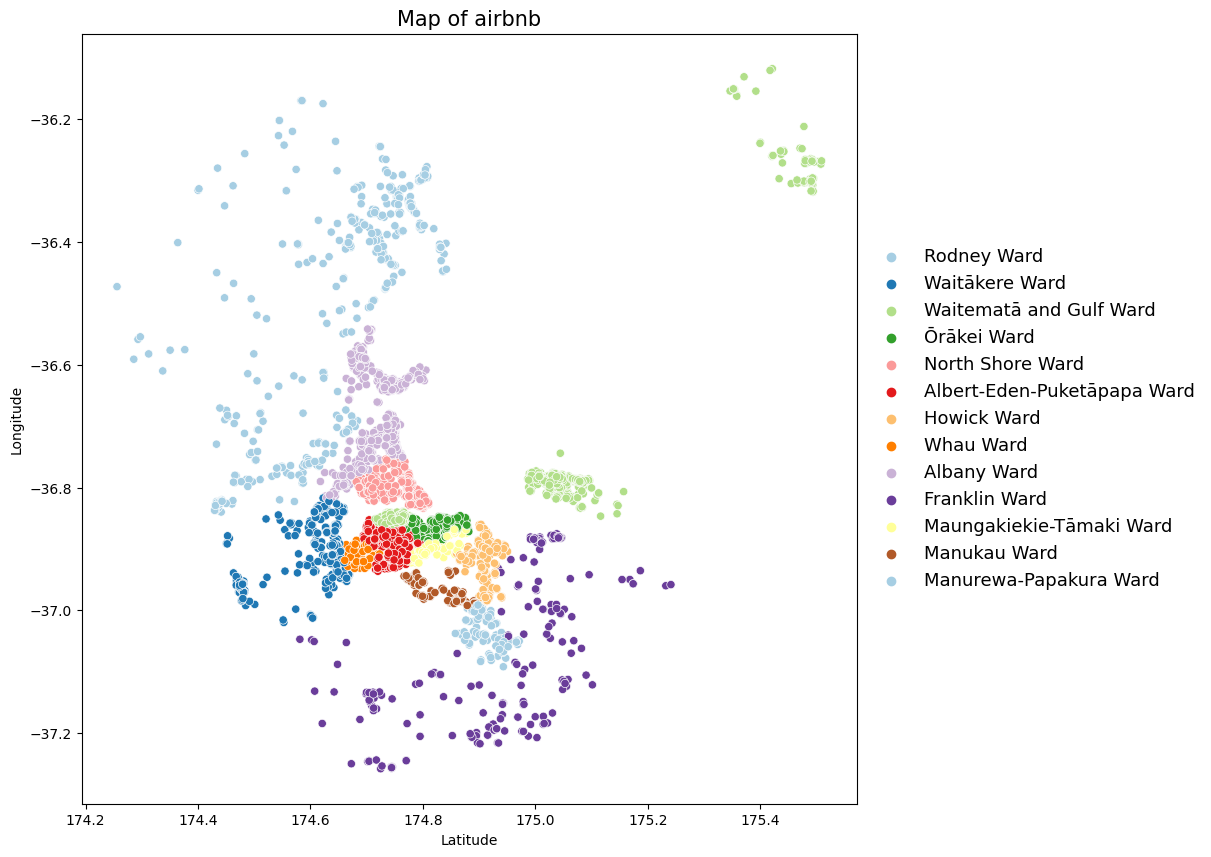 Map of airbnb
−36.2
−36.4
−36.6
−36.8
−37.0
−37.2
Longitude
174.2 174.4 174.6 174.8 175.0 175.2 175.4
Latitude
Rodney Ward
Waitākere Ward
Waitematā and Gulf Ward
Ōrākei Ward
North Shore Ward
Albert-Eden-Puketāpapa Ward
Howick Ward
Whau Ward
Albany Ward
Franklin Ward
Maungakiekie-Tāmaki Ward
Manukau Ward
Manurewa-Papakura Ward